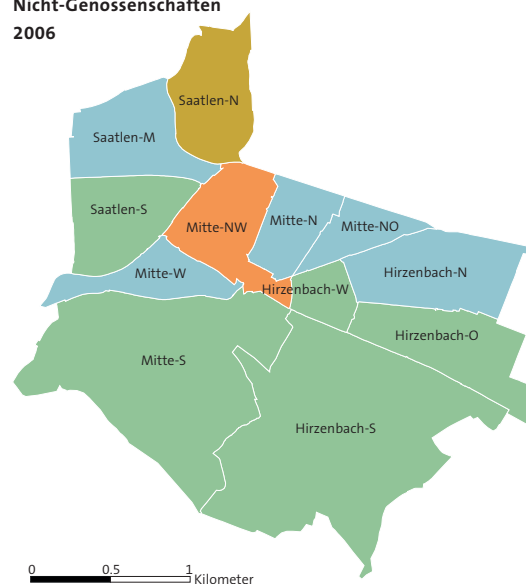 Nicht-Genossenschaften
2006
Saatlen-N
Saatlen-M
Saatlen-S
Mitte-NW
Mitte-N
Mitte-NO
Mitte-W
Hirzenbach-W
Hirzenbach-N
Hirzenbach-O
Mitte-S
Hirzenbach-S
0 0.5 1
Kilometer